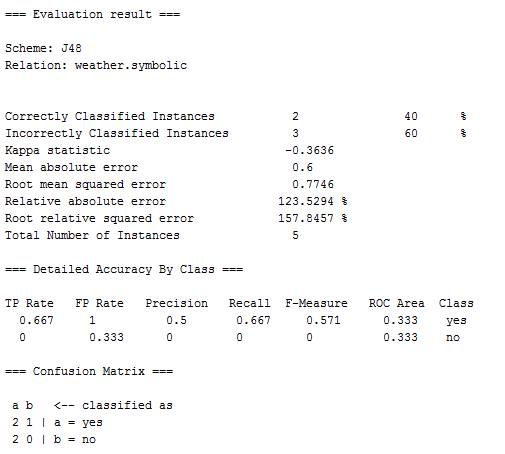 === Evaluation result ===
Scheme: J48
Relation: weather.symbolic
Correctly Classified Instances 2 40 %
Incorrectly Classified Instances 3 60 %
Kappa statistic -0.3636
Mean absolute error 0.6
Root mean squared error 0.7746
Relative absolute error 123.5294 %
Root relative squared error 157.8457 %
Total Number of Instances 5
=== Detailed Accuracy By Class ===
TP Rate FP Rate Precision Recall F-Measure ROC Area Class
0.667 1 0.5 0.667 0.571 0.333 yes
0 0.333 0 0 0 0.333 no
=== Confusion Matrix ===
a b <-- classified as
2 1 | a = yes
2 0 | b = no